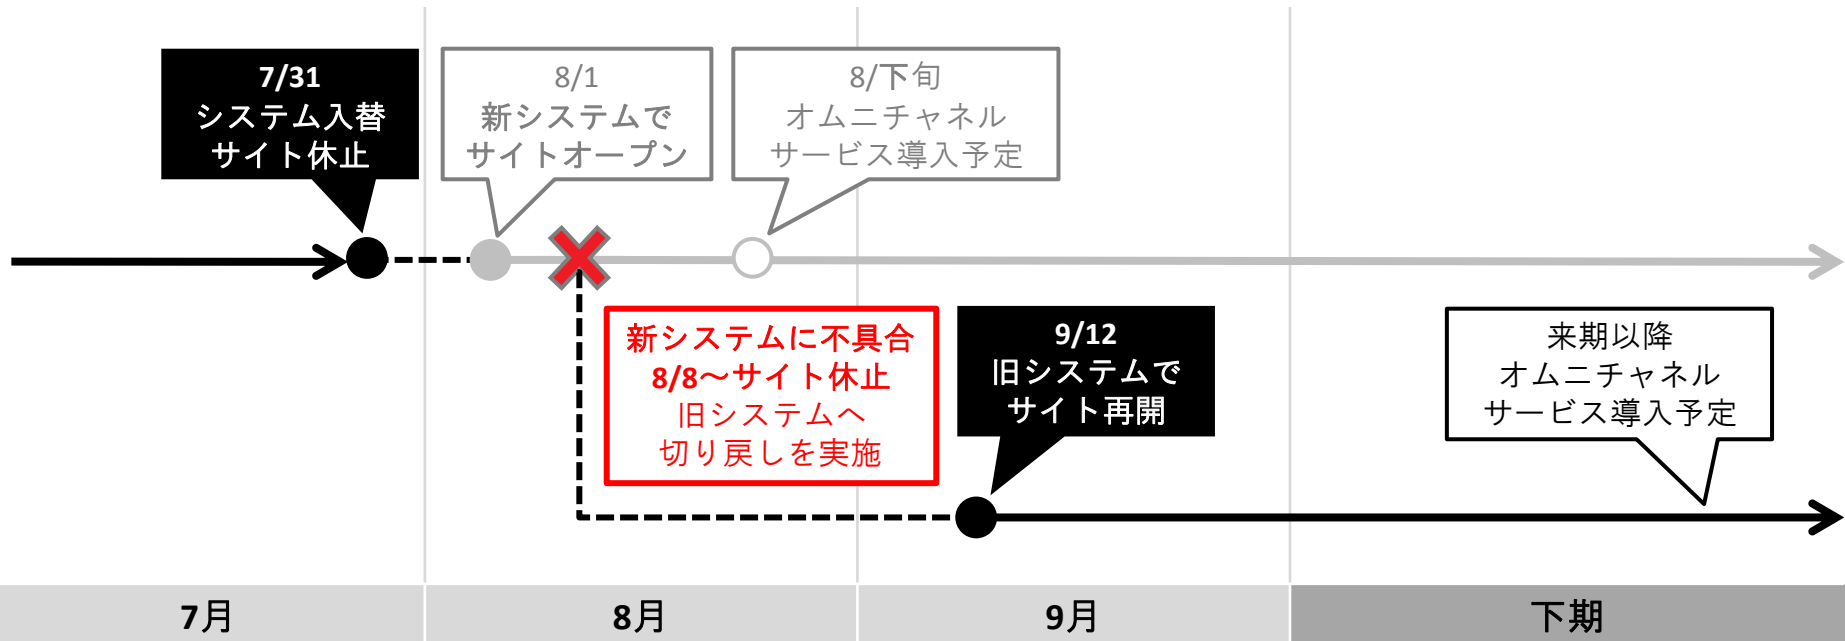 7/31
システム入替
サイト休止
8/1
新システムで
サイトオープン
8/下旬
オムニチャネル
サービス導入予定
新システムに不具合
8/8～サイト休止
旧システムへ
切り戻しを実施
9/12
旧システムで
サイト再開
来期以降
オムニチャネル
サービス導入予定
7月
8月
9月
下期